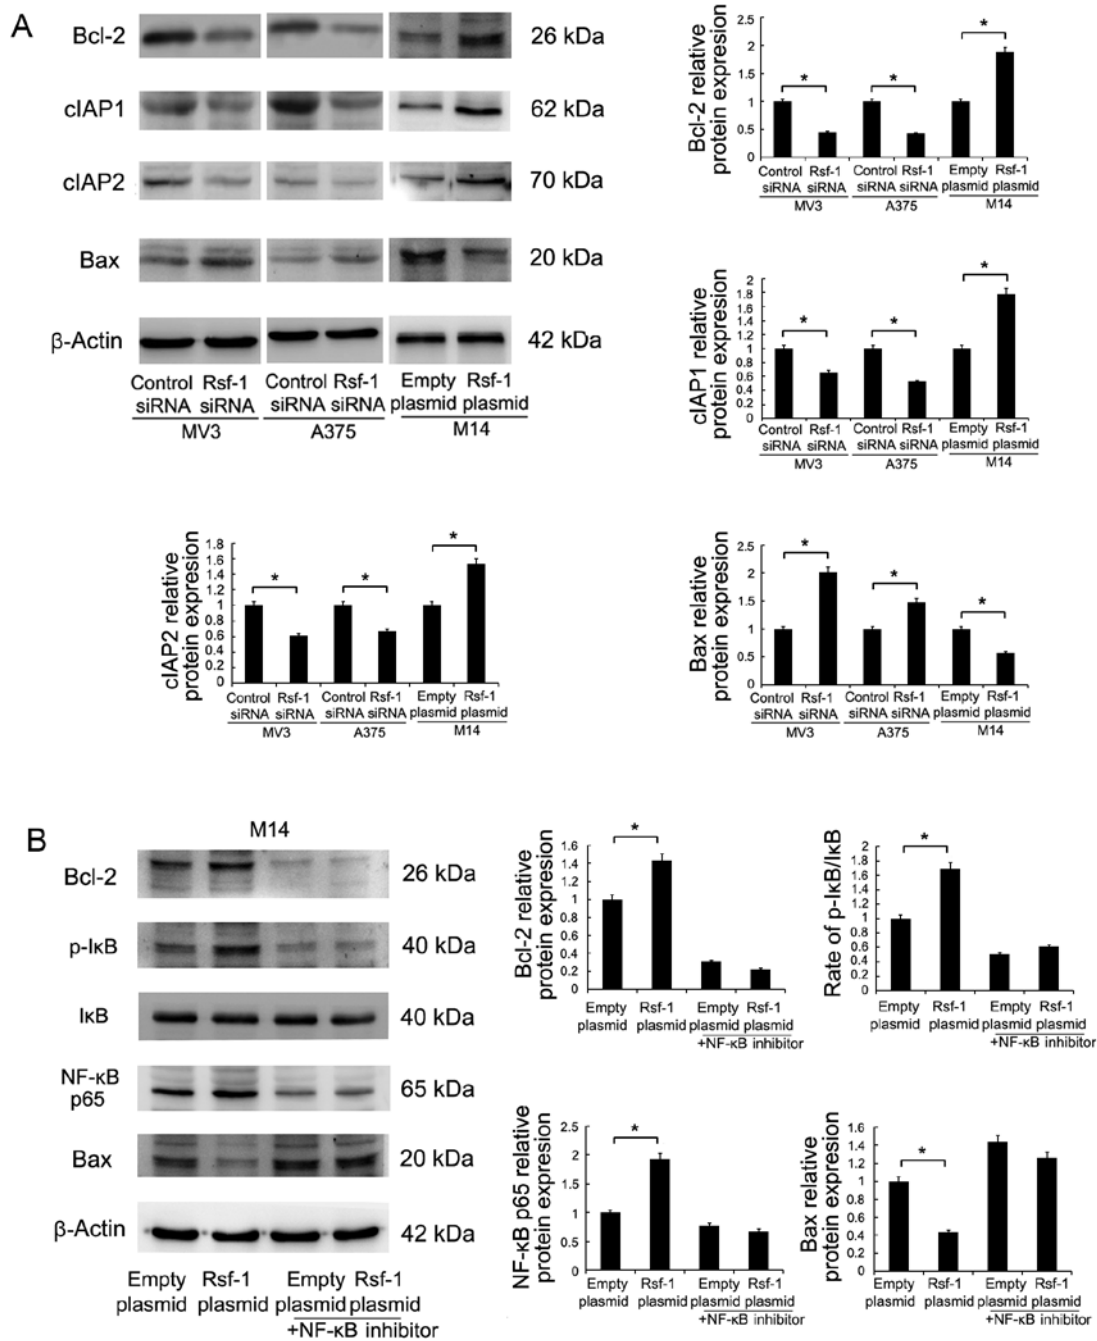 A
Bcl-2
26 kDa
cIAP1
62 kDa
cIAP2
70 kDa
Bax
20 kDa
β-Actin
42 kDa
Control Rsf-1 Control Rsf-1 Empty Rsf-1
siRNA siRNA siRNA siRNA plasmid plasmid
MV3 A375 M14
Bcl-2 relative
protein expression
2.5
2
1.5
1
0.5
0
* * *
Control Rsf-1 Control Rsf-1 Empty Rsf-1
siRNA siRNA siRNA siRNA plasmid plasmid
MV3 A375 M14
cIAP1 relative
protein expression
2
1.8
1.6
1.4
1.2
1
0.8
0.6
0.4
0.2
0
* * *
Control Rsf-1 Control Rsf-1 Empty Rsf-1
siRNA siRNA siRNA siRNA plasmid plasmid
MV3 A375 M14
cIAP2 relative
protein expression
1.8
1.6
1.4
1.2
1
0.8
0.6
0.4
0.2
0
* * *
Control Rsf-1 Control Rsf-1 Empty Rsf-1
siRNA siRNA siRNA siRNA plasmid plasmid
MV3 A375 M14
Bax relative
protein expression
2.5
2
1.5
1
0.5
0
* * *
Control Rsf-1 Control Rsf-1 Empty Rsf-1
siRNA siRNA siRNA siRNA plasmid plasmid
MV3 A375 M14
B
M14
Bcl-2
26 kDa
p-IκB
40 kDa
IκB
40 kDa
NF-κB
p65
65 kDa
Bax
20 kDa
β-Actin
42 kDa
Empty Rsf-1 Empty Rsf-1
plasmid plasmid plasmid plasmid
+NF-κB inhibitor
Bcl-2 relative
protein expression
1.6
1.4
1.2
1
0.8
0.6
0.4
0.2
0
*
Empty Rsf-1 Empty Rsf-1
plasmid plasmid plasmid plasmid
+NF-κB inhibitor
Rate of p-IκB/IκB
2
1.8
1.6
1.4
1.2
1
0.8
0.6
0.4
0.2
0
*
Empty Rsf-1 Empty Rsf-1
plasmid plasmid plasmid plasmid
+NF-κB inhibitor
NF-κB p65 relative
protein expression
2.5
2
1.5
1
0.5
0
*
Empty Rsf-1 Empty Rsf-1
plasmid plasmid plasmid plasmid
+NF-κB inhibitor
Bax relative
protein expression
1.6
1.4
1.2
1
0.8
0.6
0.4
0.2
0
*
Empty Rsf-1 Empty Rsf-1
plasmid plasmid plasmid plasmid
+NF-κB inhibitor